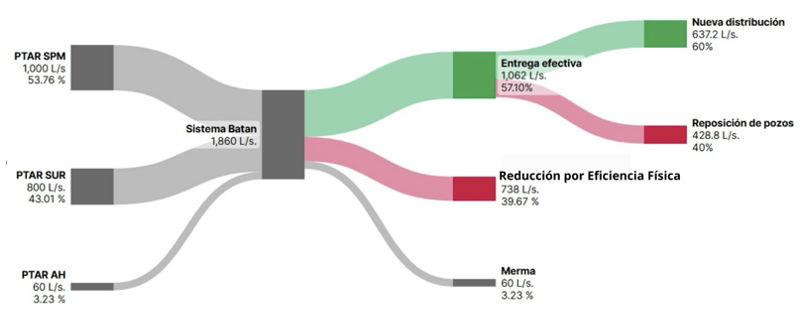 PTAR SPM
1,000 L/s
53.76 %
PTAR SUR
800 L/s.
43.01 %
PTAR AH
60 L/s.
3.23 %
Sistema Batan
1,860 L/s.
Entrega efectiva
1,062 L/s.
57.10%
Reducción por Eficiencia Física
738 L/s.
39.67 %
Merma
60 L/s.
3.23 %
Nueva distribución
637.2 L/s.
60%
Reposición de pozos
428.8 L/s.
40%